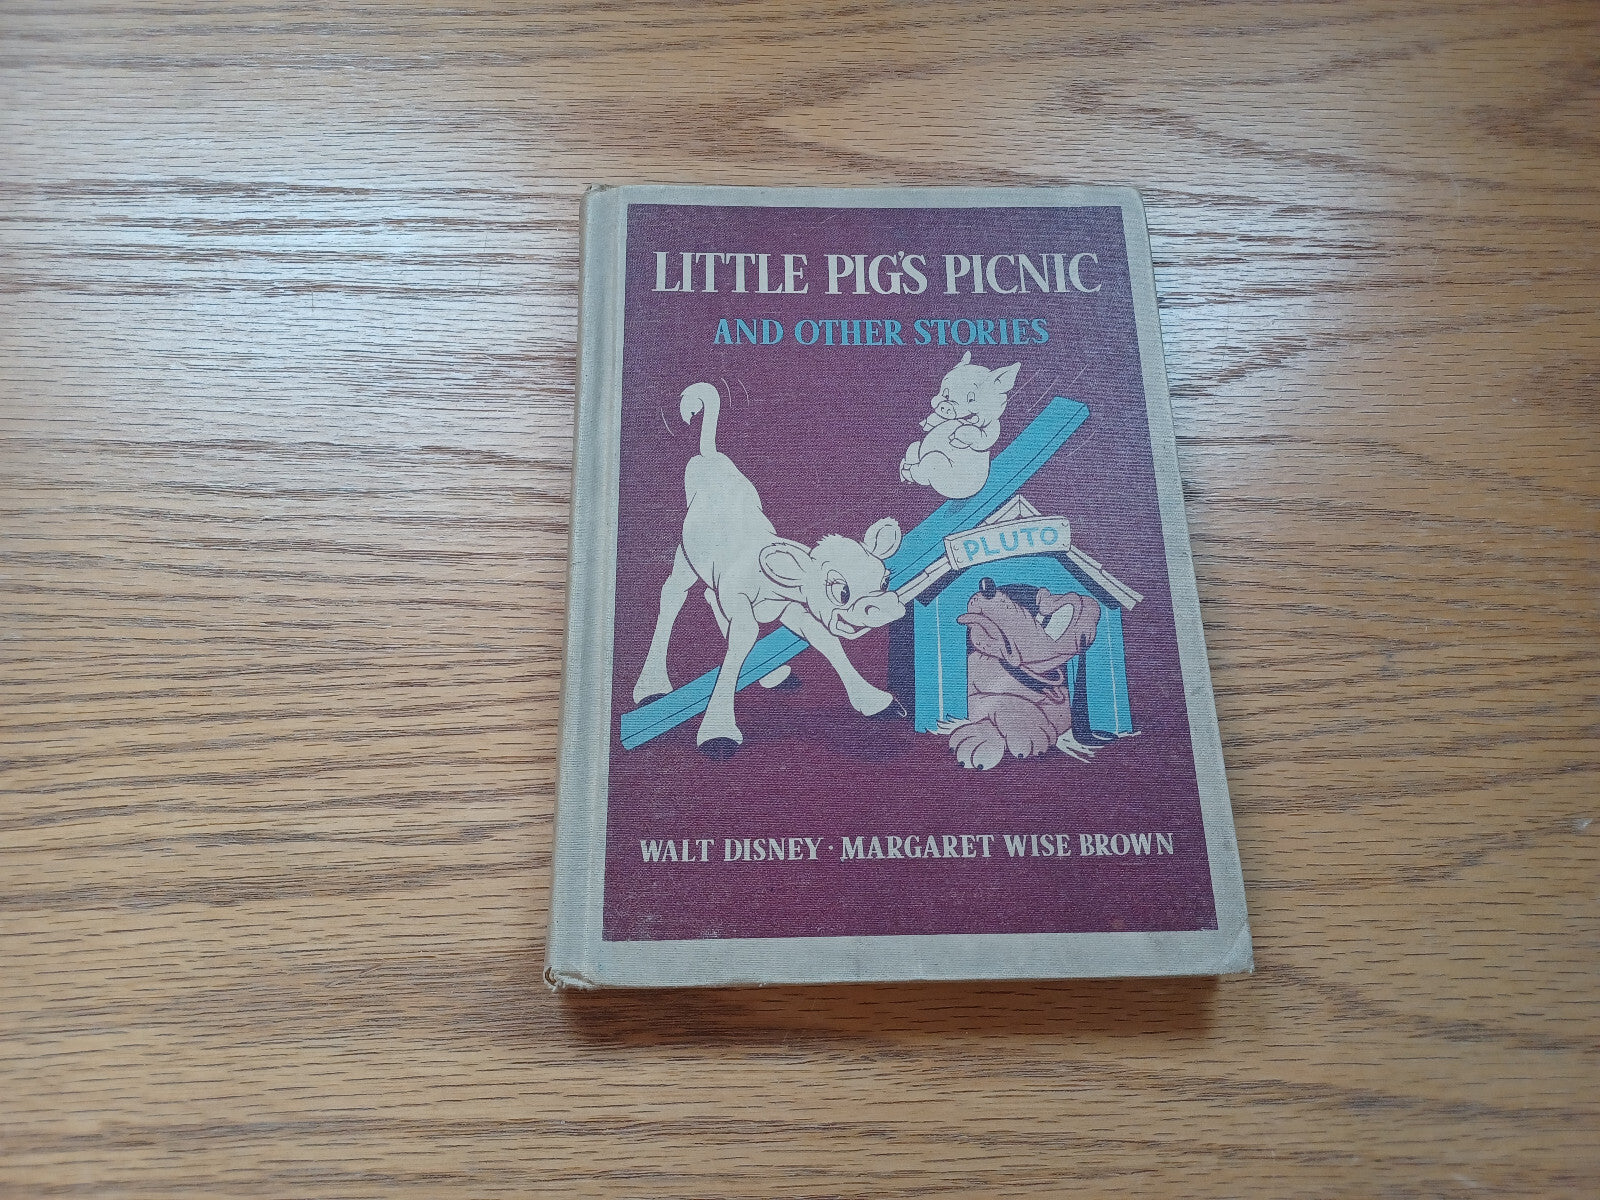 LITTLE PIG'S PICNIC
AND OTHER STORIES
PLUTO
WALT DISNEY · MARGARET WISE BROWN